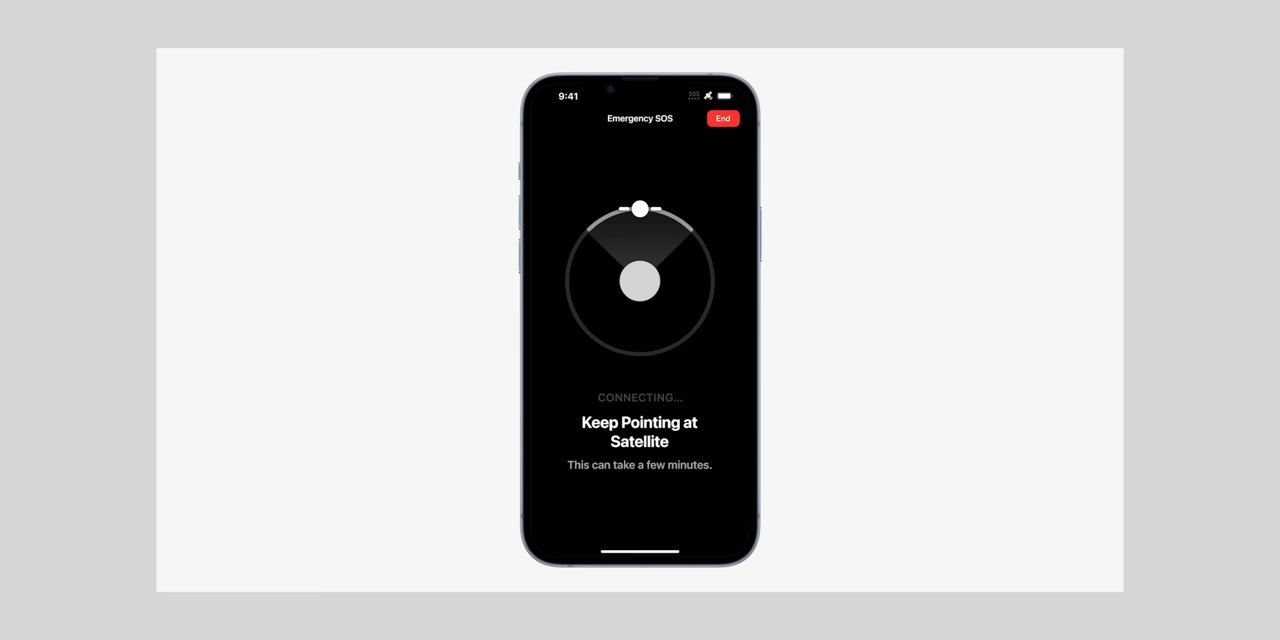 9:41
SOS
Emergency SOS
End
CONNECTING...
Keep Pointing at
Satellite
This can take a few minutes.